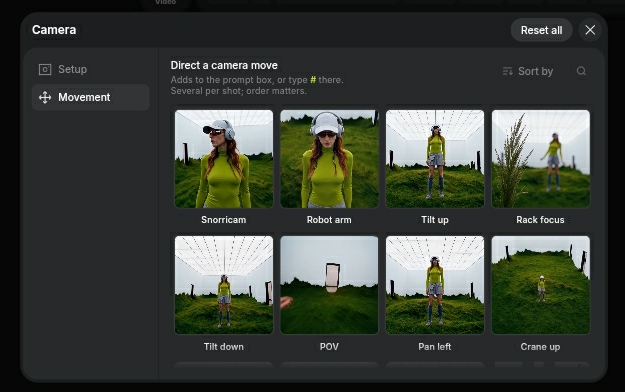 Video
Camera
Reset all
Setup
Movement
Direct a camera move
Adds to the prompt box, or type # there.
Several per shot; order matters.
Sort by
Snorricam
Robot arm
Tilt up
Rack focus
Tilt down
POV
Pan left
Crane up